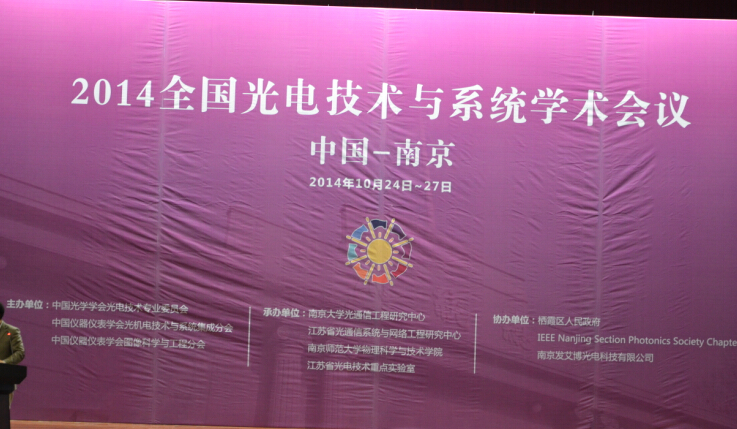 2014全国光电技术与系统学术会议
中国-南京
2014年10月24日~27日
主办单位：中国光学学会光电技术专业委员会
中国仪器仪表学会光机电技术与系统集成分会
中国仪器仪表学会图像科学与工程分会
承办单位：南京大学光通信工程研究中心
江苏省光通信系统与网络工程研究中心
南京师范大学物理科学与技术学院
江苏省光电技术重点实验室
协办单位：栖霞区人民政府
IEEE Nanjing Section Photonics Society Chapte
南京发艾博光电科技有限公司